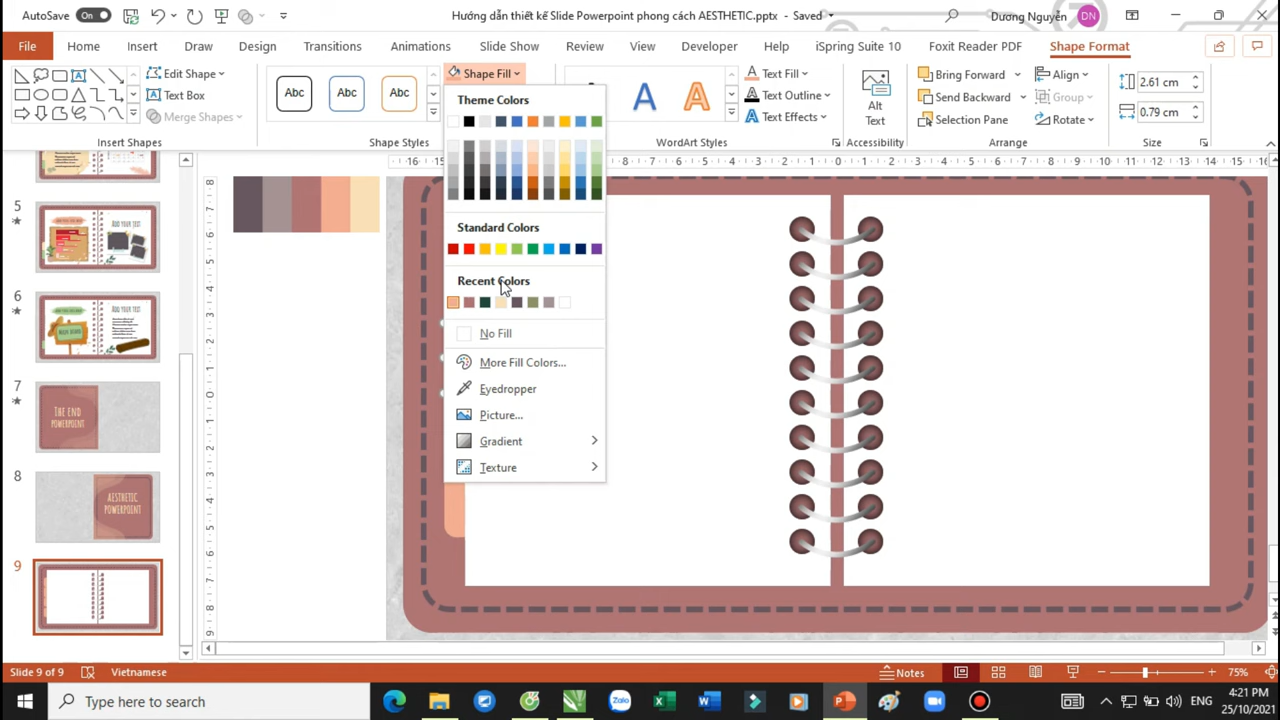 AutoSave On
Hướng dẫn thiết kế Slide Powerpoint phong cách AESTHETIC.pptx - Saved
Dương Nguyễn DN
File Home Insert Draw Design Transitions Animations Slide Show Review View Developer Help iSpring Suite 10 Foxit Reader PDF Shape Format
Edit Shape
Text Box
Merge Shapes
Insert Shapes
Abc Abc Abc
Shape Styles
Shape Fill
A A
Text Fill
Text Outline
Text Effects
WordArt Styles
Alt
Text
Accessibility
Bring Forward
Send Backward
Selection Pane
Align
Group
Rotate
Arrange
2.61 cm
0.79 cm
Size
Theme Colors
Standard Colors
Recent Colors
No Fill
More Fill Colors...
Eyedropper
Picture...
Gradient
Texture
5
ADD YOUR TEXT
6
7
THE END
POWERPOINT
8
AESTHETIC
POWERPOINT
9
Slide 9 of 9
Vietnamese
Notes
75%
Type here to search
Zalo
ENG
4:21 PM
25/10/2021